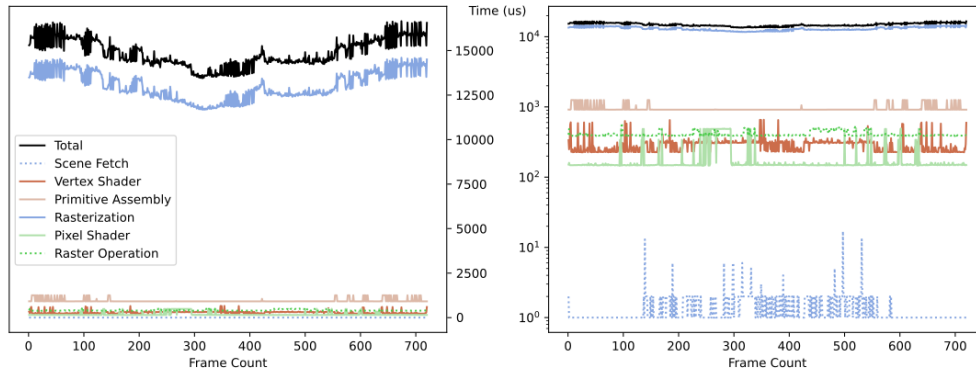 Time (us)
15000
12500
10000
7500
5000
2500
0
Total
Scene Fetch
Vertex Shader
Primitive Assembly
Rasterization
Pixel Shader
Raster Operation
0 100 200 300 400 500 600 700
Frame Count
10⁴
10³
10²
10¹
10⁰
0 100 200 300 400 500 600 700
Frame Count